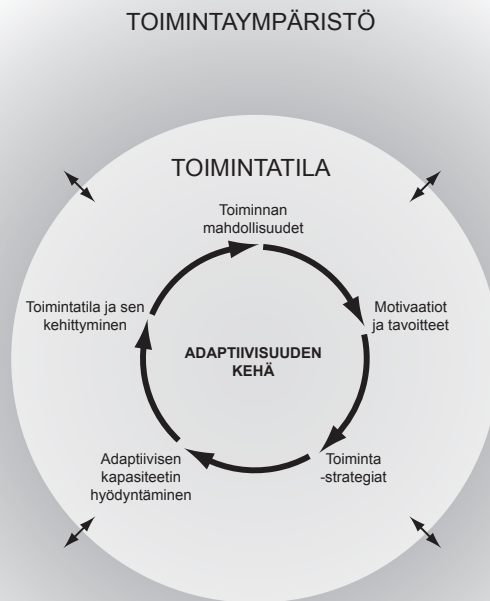 TOIMINTAYMPÄRISTÖ
TOIMINTATILA
Toiminnan
mahdollisuudet
Motivaatiot
ja tavoitteet
Toiminta
-strategiat
Adaptiivisen
kapasiteetin
hyödyntäminen
Toimintatila ja sen
kehittyminen
ADAPTIIVISUUDEN
KEHÄ